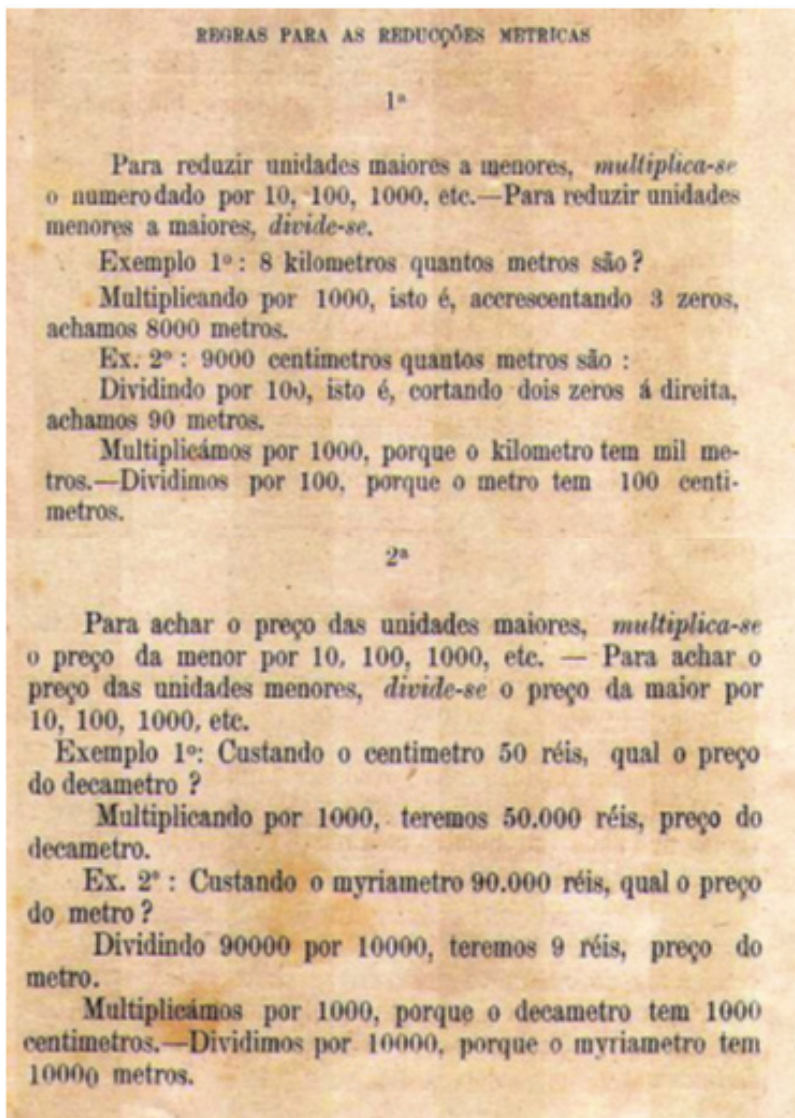 REGRAS PARA AS REDUCÇÕES METRICAS
1ª
Para reduzir unidades maiores a menores, multiplica-se
o numero dado por 10, 100, 1000, etc.—Para reduzir unidades
menores a maiores, divide-se.
Exemplo 1º: 8 kilometros quantos metros são?
Multiplicando por 1000, isto é, accrescentando 3 zeros,
achamos 8000 metros.
Ex. 2º: 9000 centimetros quantos metros são :
Dividindo por 100, isto é, cortando dois zeros á direita,
achamos 90 metros.
Multiplicámos por 1000, porque o kilometro tem mil me-
tros.—Dividimos por 100, porque o metro tem 100 centi-
metros.
2ª
Para achar o preço das unidades maiores, multiplica-se
o preço da menor por 10, 100, 1000, etc. — Para achar o
preço das unidades menores, divide-se o preço da maior por
10, 100, 1000, etc.
Exemplo 1º: Custando o centimetro 50 réis, qual o preço
do decametro ?
Multiplicando por 1000, teremos 50.000 réis, preço do
decametro.
Ex. 2º : Custando o myriametro 90.000 réis, qual o preço
do metro ?
Dividindo 90000 por 10000, teremos 9 réis, preço do
metro.
Multiplicámos por 1000, porque o decametro tem 1000
centimetros.—Dividimos por 10000, porque o myriametro tem
10000 metros.